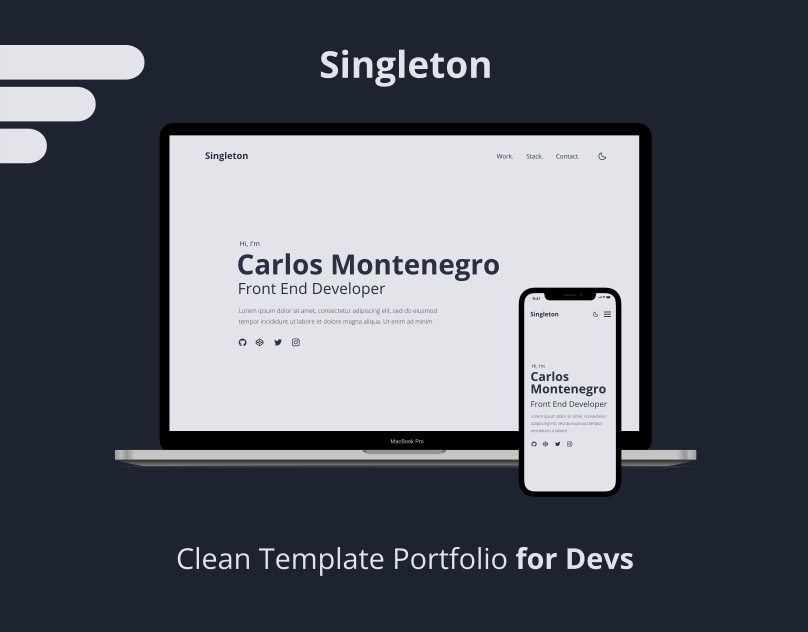 Singleton
Singleton
Work. Stack. Contact.
Hi, I'm
Carlos Montenegro
Front End Developer
Lorem ipsum dolor sit amet, consectetur adipiscing elit, sed do eiusmod
tempor incididunt ut labore et dolore magna aliqua. Ut enim ad minim
MacBook Pro
9:41
Singleton
Hi, I'm
Carlos
Montenegro
Front End Developer
Lorem ipsum dolor sit amet, consectetur
adipiscing elit, sed do eiusmod tempor
incididunt ut labore
Clean Template Portfolio for Devs